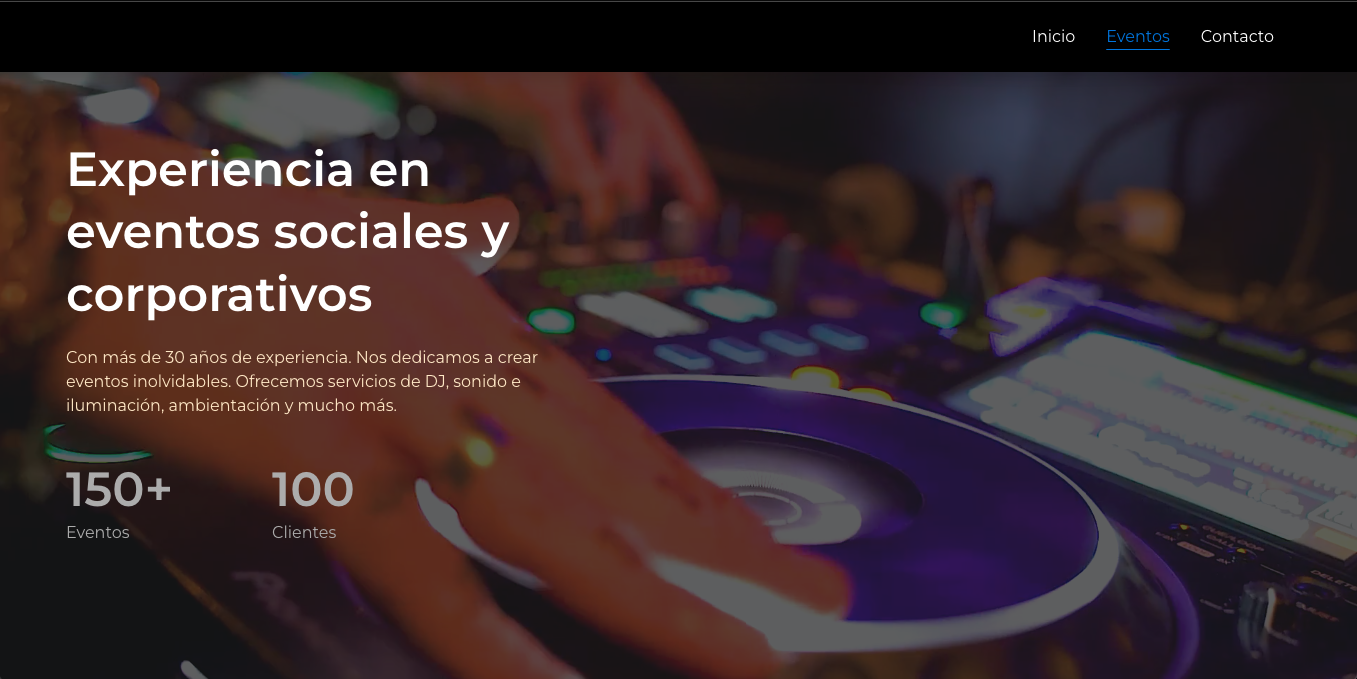 Inicio Eventos Contacto
Experiencia en
eventos sociales y
corporativos
Con más de 30 años de experiencia. Nos dedicamos a crear
eventos inolvidables. Ofrecemos servicios de DJ, sonido e
iluminación, ambientación y mucho más.
150+ 100
Eventos Clientes